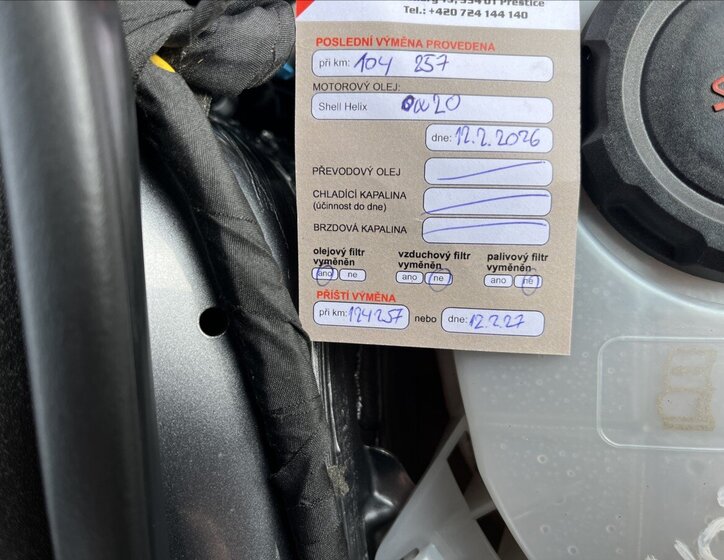 Tel.: +420 724 144 140
POSLEDNÍ VÝMĚNA PROVEDENA
při km: 104 257
MOTOROVÝ OLEJ:
Shell Helix 0w20
dne: 12.2.2026
PŘEVODOVÝ OLEJ
CHLADÍCÍ KAPALINA
(účinnost do dne)
BRZDOVÁ KAPALINA
olejový filtr vyměněn
ano ne
vzduchový filtr vyměněn
ano ne
palivový filtr vyměněn
ano ne
PŘÍŠTÍ VÝMĚNA
při km: 124257 nebo dne: 12.2.27